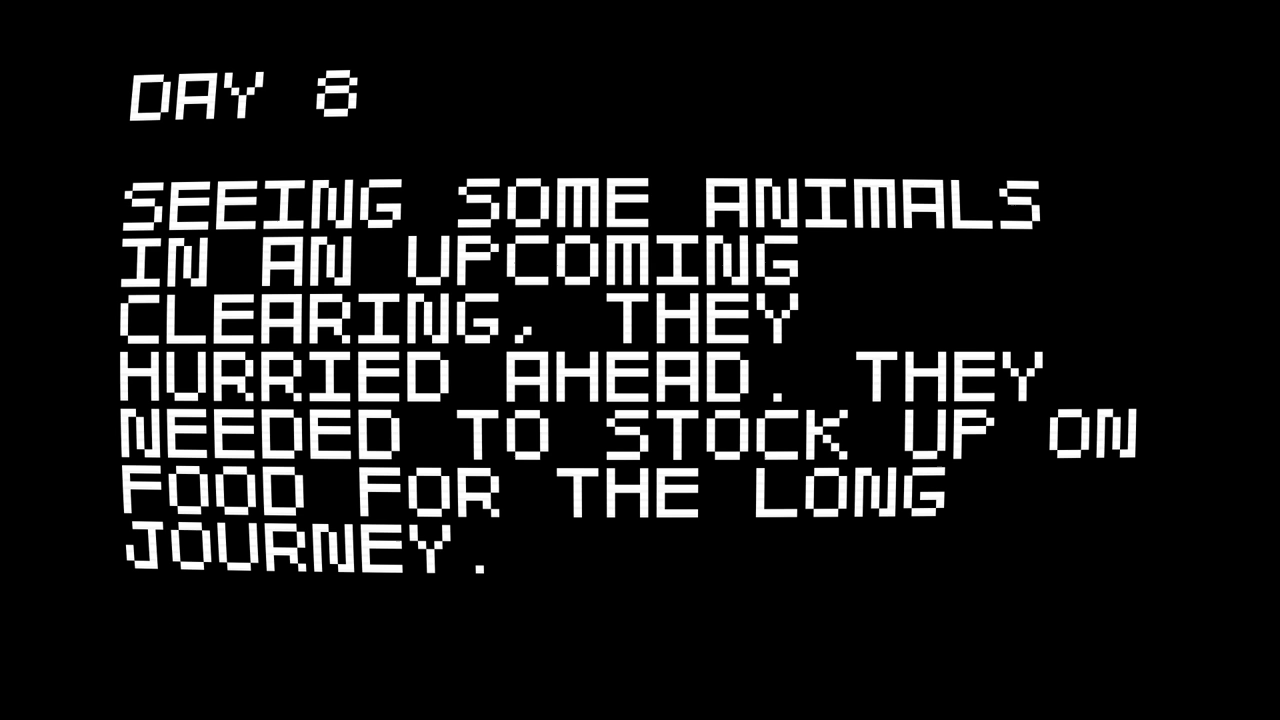 DAY 8
SEEING SOME ANIMALS
IN AN UPCOMING
CLEARING, THEY
HURRIED AHEAD. THEY
NEEDED TO STOCK UP ON
FOOD FOR THE LONG
JOURNEY.